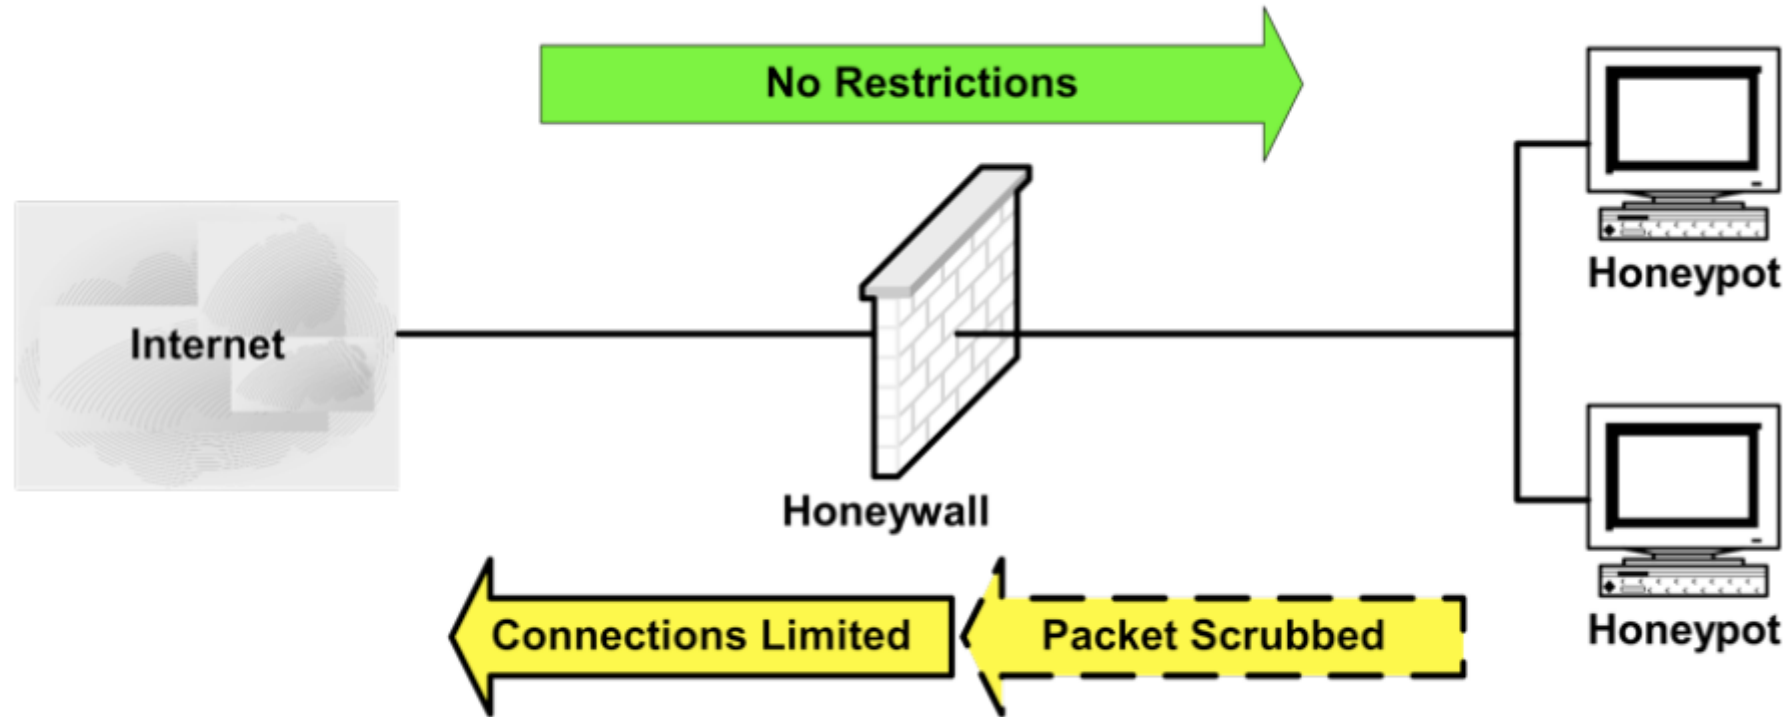 No Restrictions
Honeypot
Internet
Honeywall
Connections Limited
Packet Scrubbed
Honeypot